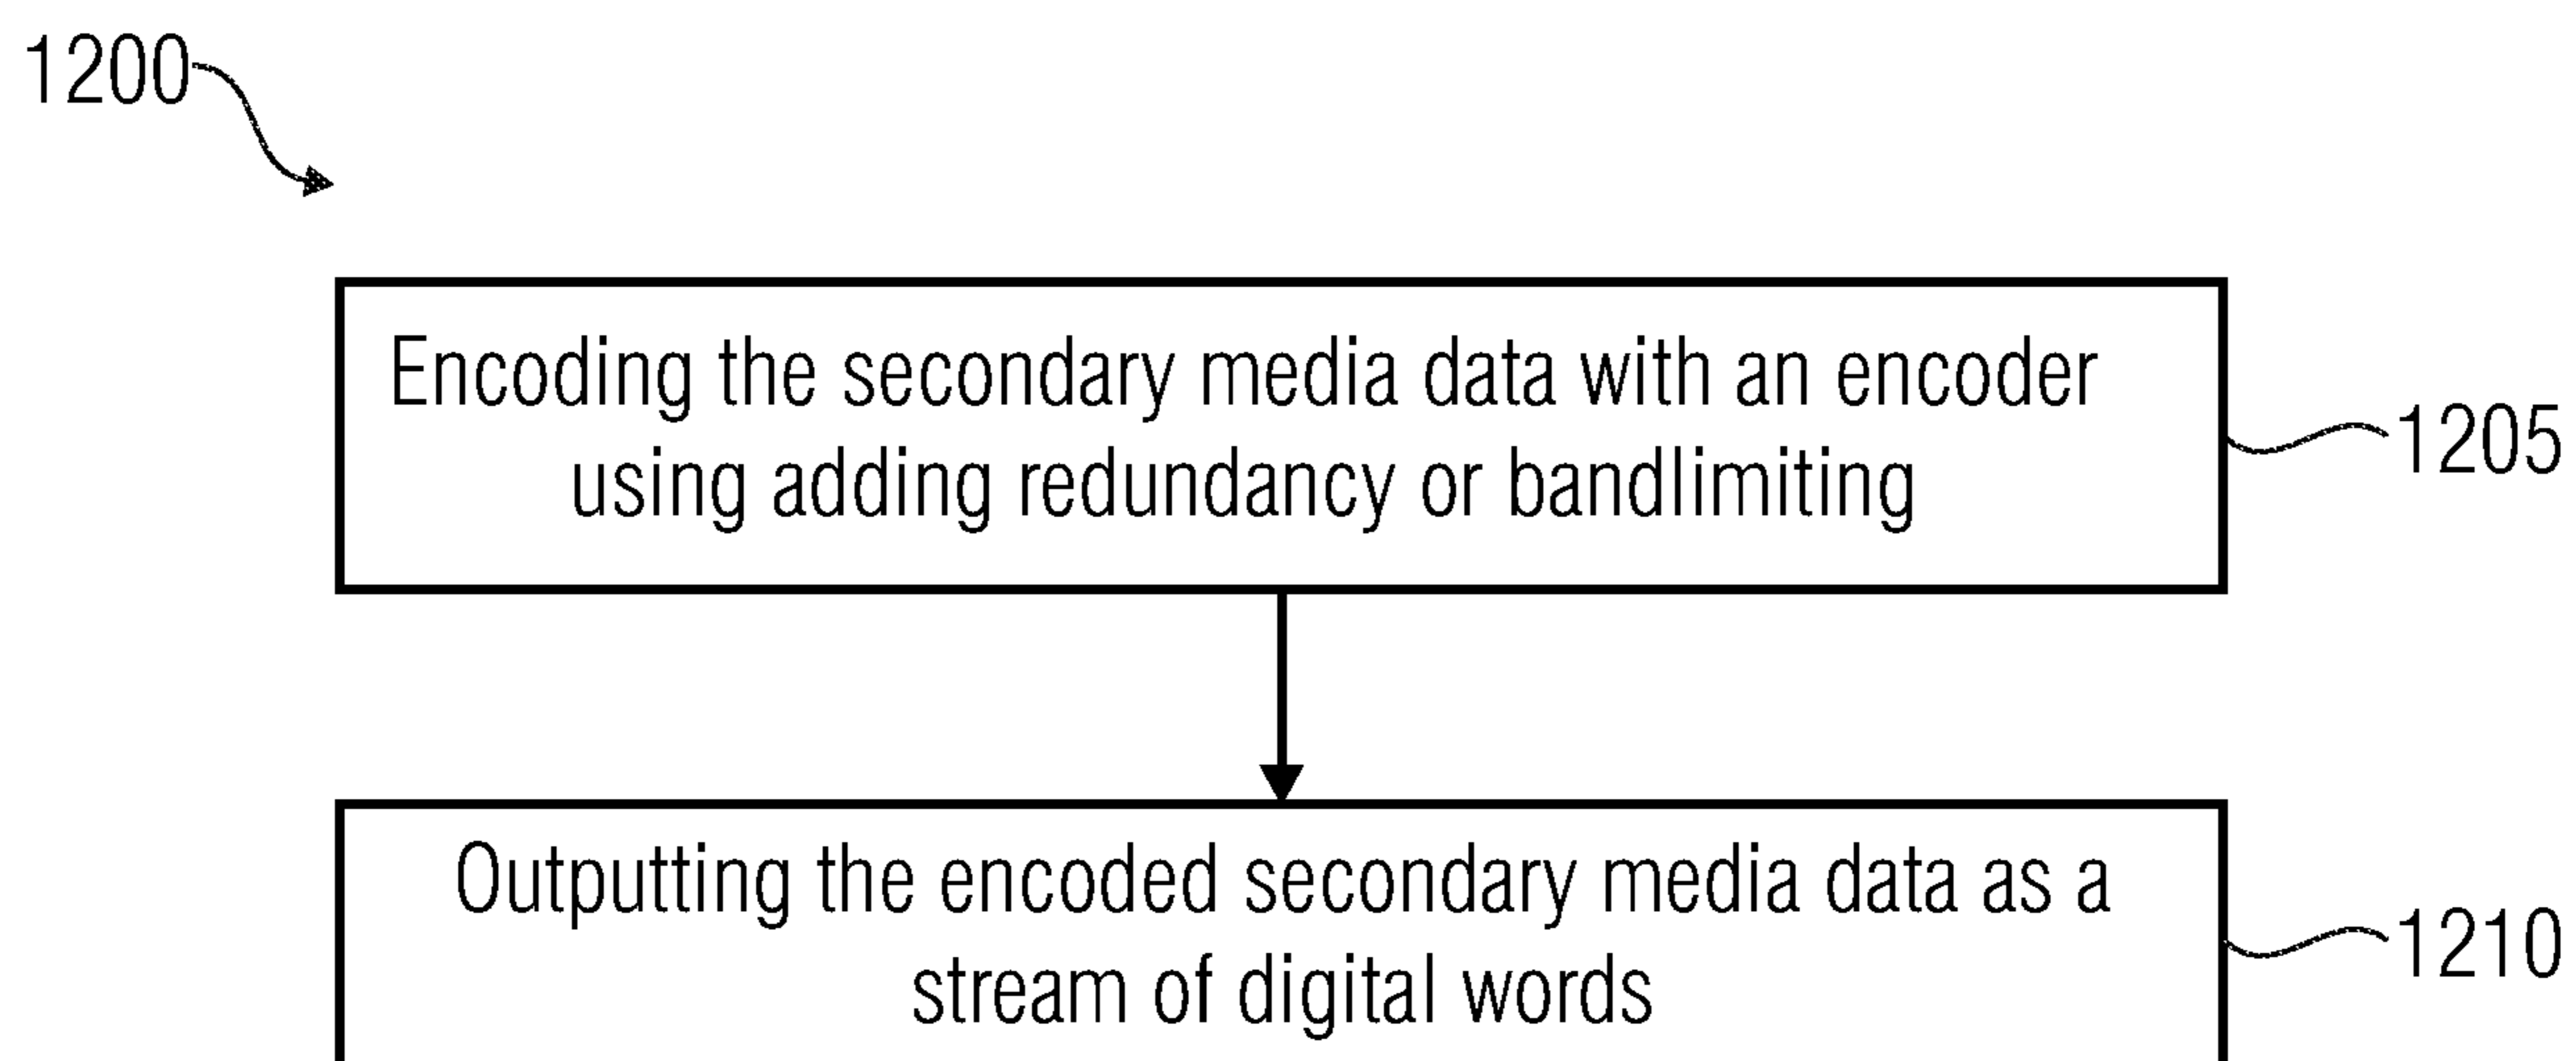 1200
Encoding the secondary media data with an encoder
using adding redundancy or bandlimiting
1205
Outputting the encoded secondary media data as a
stream of digital words
1210